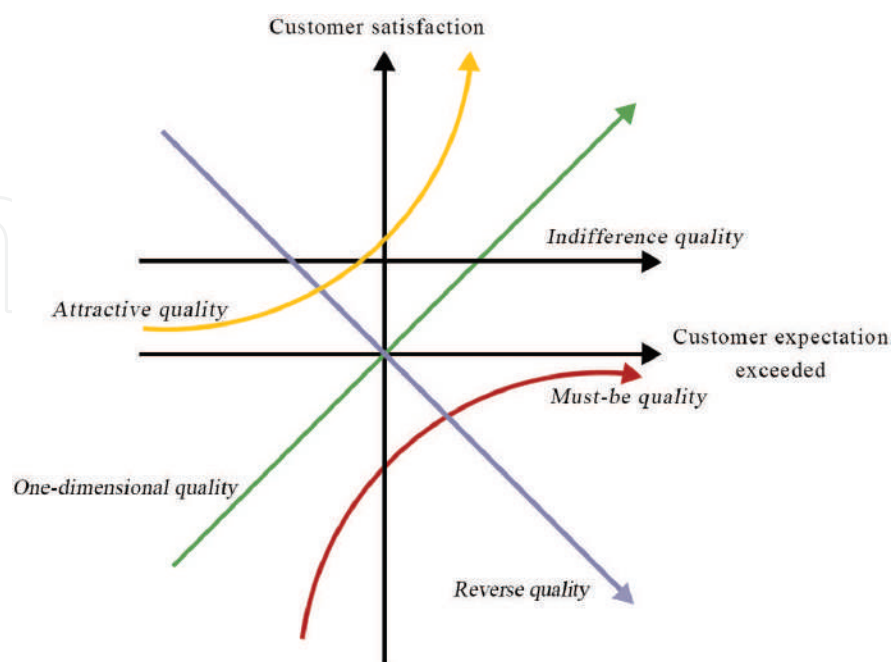 Customer satisfaction
Indifference quality
Attractive quality
Customer expectation
exceeded
Must-be quality
One-dimensional quality
Reverse quality